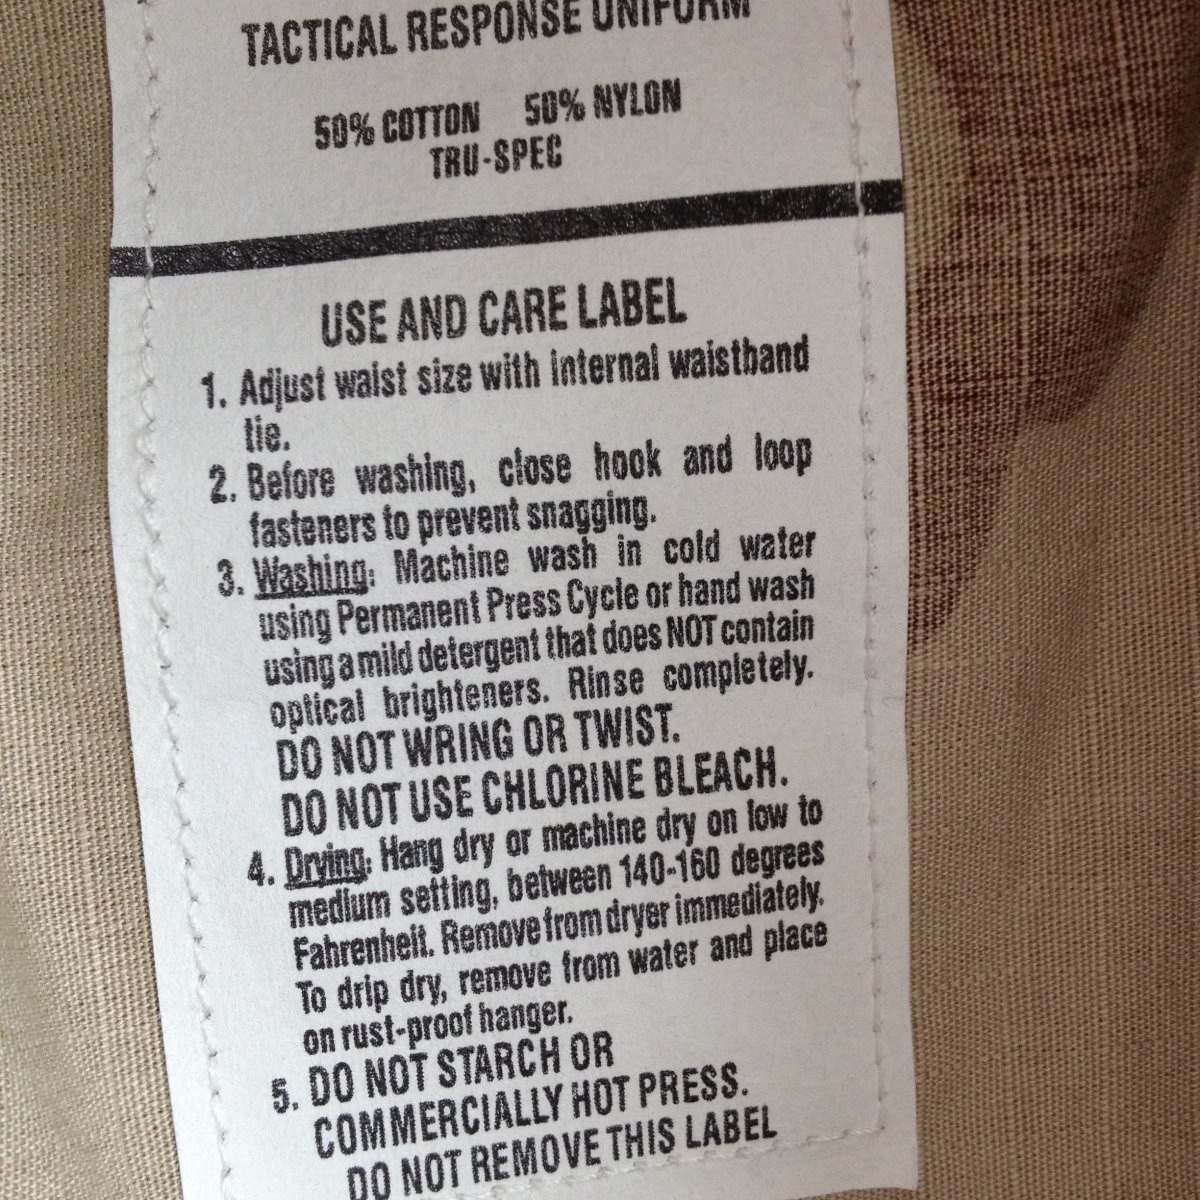 TACTICAL RESPONSE UNIFORM
50% COTTON 50% NYLON
TRU-SPEC
USE AND CARE LABEL
1. Adjust waist size with internal waistband
tie.
2. Before washing, close hook and loop
fasteners to prevent snagging.
3. Washing: Machine wash in cold water
using Permanent Press Cycle or hand wash
using a mild detergent that does NOT contain
optical brighteners. Rinse completely.
DO NOT WRING OR TWIST.
DO NOT USE CHLORINE BLEACH.
4. Drying: Hang dry or machine dry on low to
medium setting, between 140-160 degrees
Fahrenheit. Remove from dryer immediately.
To drip dry, remove from water and place
on rust-proof hanger.
5. DO NOT STARCH OR
COMMERCIALLY HOT PRESS.
DO NOT REMOVE THIS LABEL